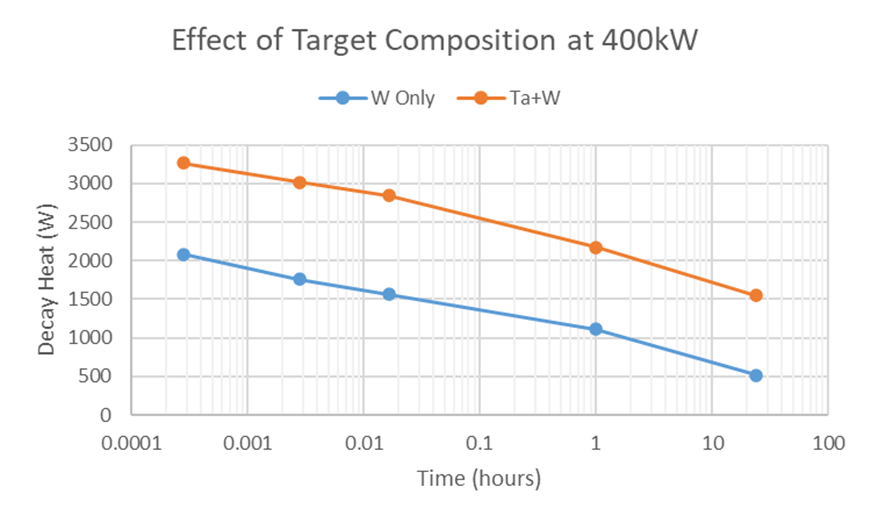 Effect of Target Composition at 400kW
W Only Ta+W
Decay Heat (W)
3500
3000
2500
2000
1500
1000
500
0
0.0001 0.001 0.01 0.1 1 10 100
Time (hours)